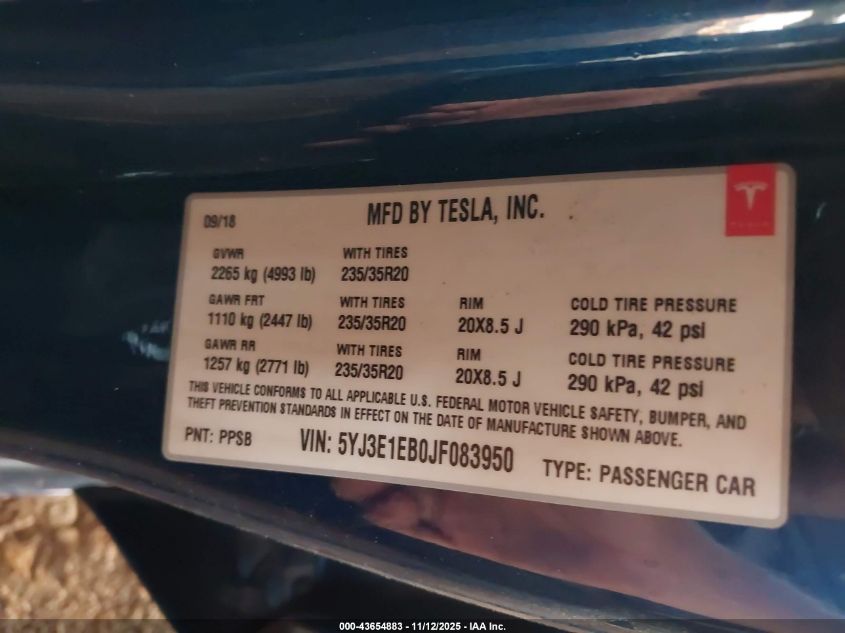 09/18
MFD BY TESLA, INC.
GVWR WITH TIRES
2265 kg (4993 lb) 235/35R20
GAWR FRT WITH TIRES RIM COLD TIRE PRESSURE
1110 kg (2447 lb) 235/35R20 20X8.5 J 290 kPa, 42 psi
GAWR RR WITH TIRES RIM COLD TIRE PRESSURE
1257 kg (2771 lb) 235/35R20 20X8.5 J 290 kPa, 42 psi
THIS VEHICLE CONFORMS TO ALL APPLICABLE U.S. FEDERAL MOTOR VEHICLE SAFETY, BUMPER, AND
THEFT PREVENTION STANDARDS IN EFFECT ON THE DATE OF MANUFACTURE SHOWN ABOVE.
PNT: PPSB VIN: 5YJ3E1EB0JF083950 TYPE: PASSENGER CAR
000-43654883 - 11/12/2025 - IAA Inc.